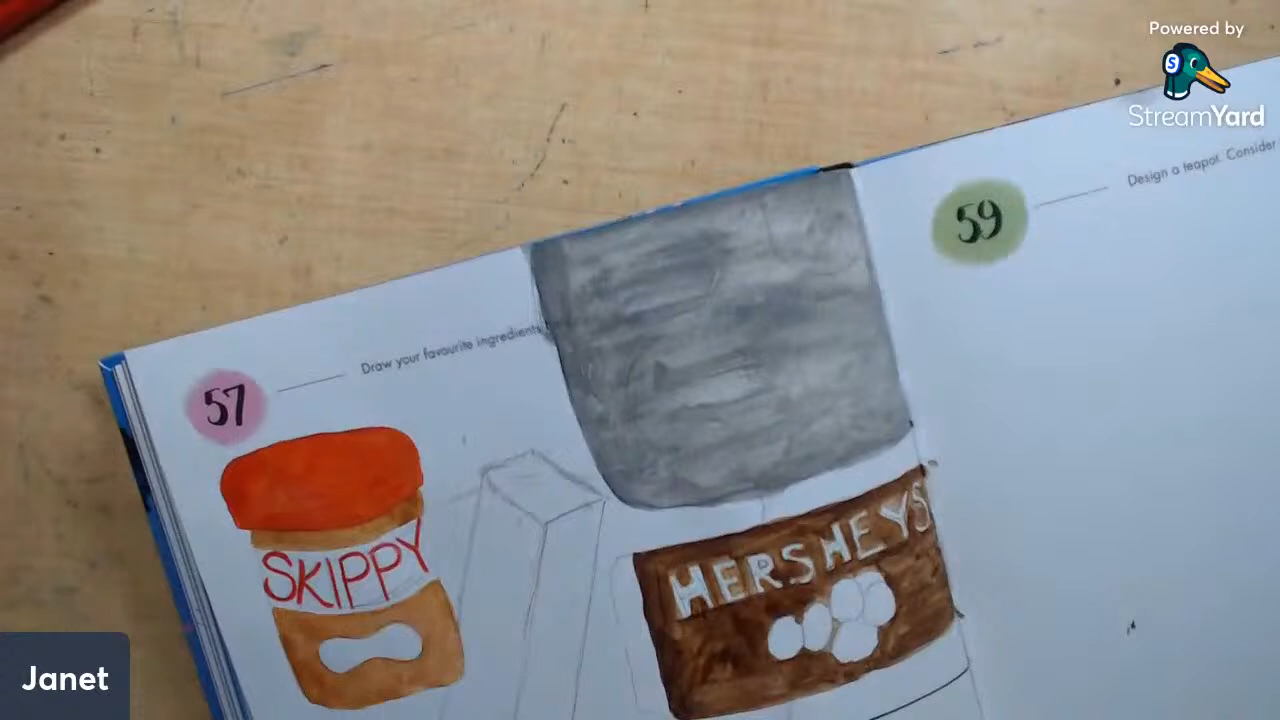 Powered by
StreamYard
59
Design a teapot. Consider
57
Draw your favourite ingredients
SKIPPY
HERSHEYS
Janet